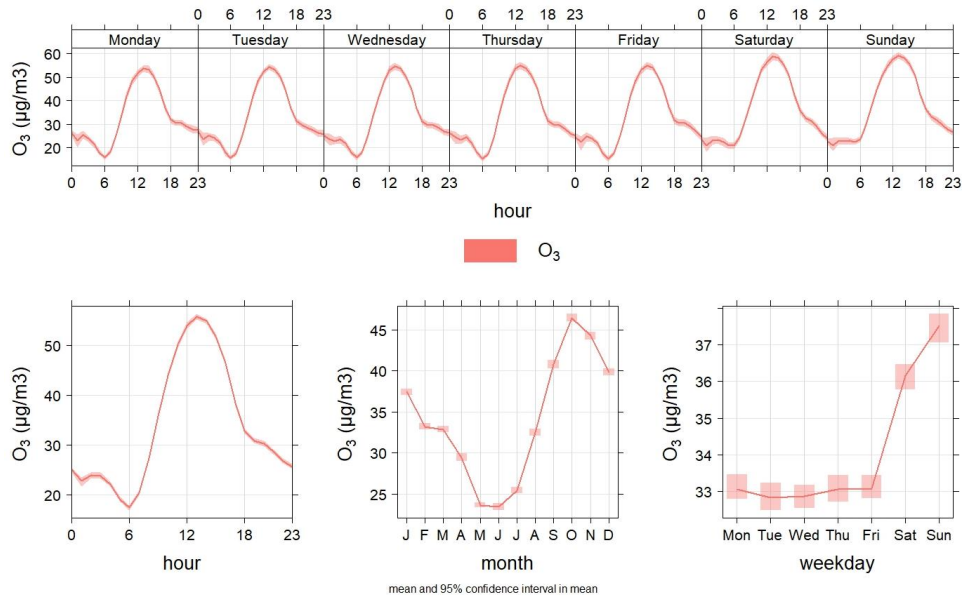 0 6 12 18 23 0 6 12 18 23 0 6 12 18 23
Monday Tuesday Wednesday Thursday Friday Saturday Sunday
60
50
40
30
20
O₃ (µg/m3)
0 6 12 18 23 0 6 12 18 23 0 6 12 18 23 0 6 12 18 23
hour
O₃
50
40
30
20
O₃ (µg/m3)
0 6 12 18 23
hour
45
40
35
30
25
O₃ (µg/m3)
J F M A M J J A S O N D
month
37
36
35
34
33
O₃ (µg/m3)
Mon Tue Wed Thu Fri Sat Sun
weekday
mean and 95% confidence interval in mean